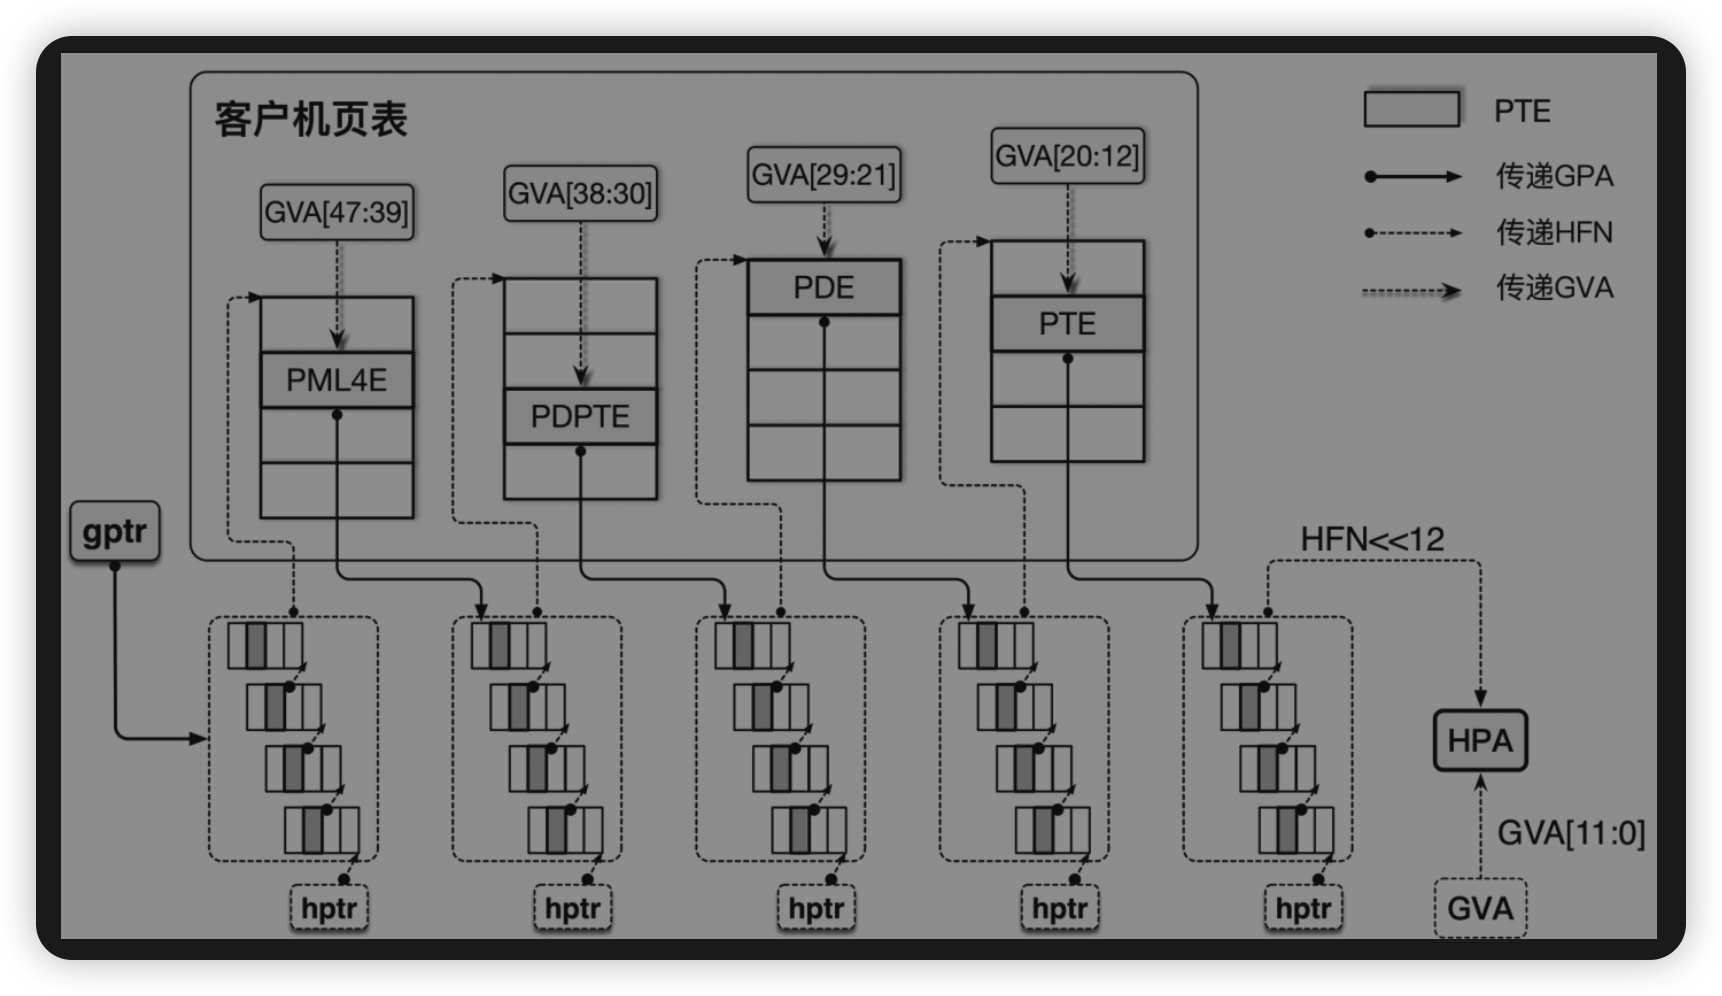 客户机页表
GVA[47:39]
GVA[38:30]
GVA[29:21]
GVA[20:12]
PML4E
PDPTE
PDE
PTE
PTE
传递GPA
传递HFN
传递GVA
gptr
HFN<<12
HPA
GVA[11:0]
GVA
hptr
hptr
hptr
hptr
hptr